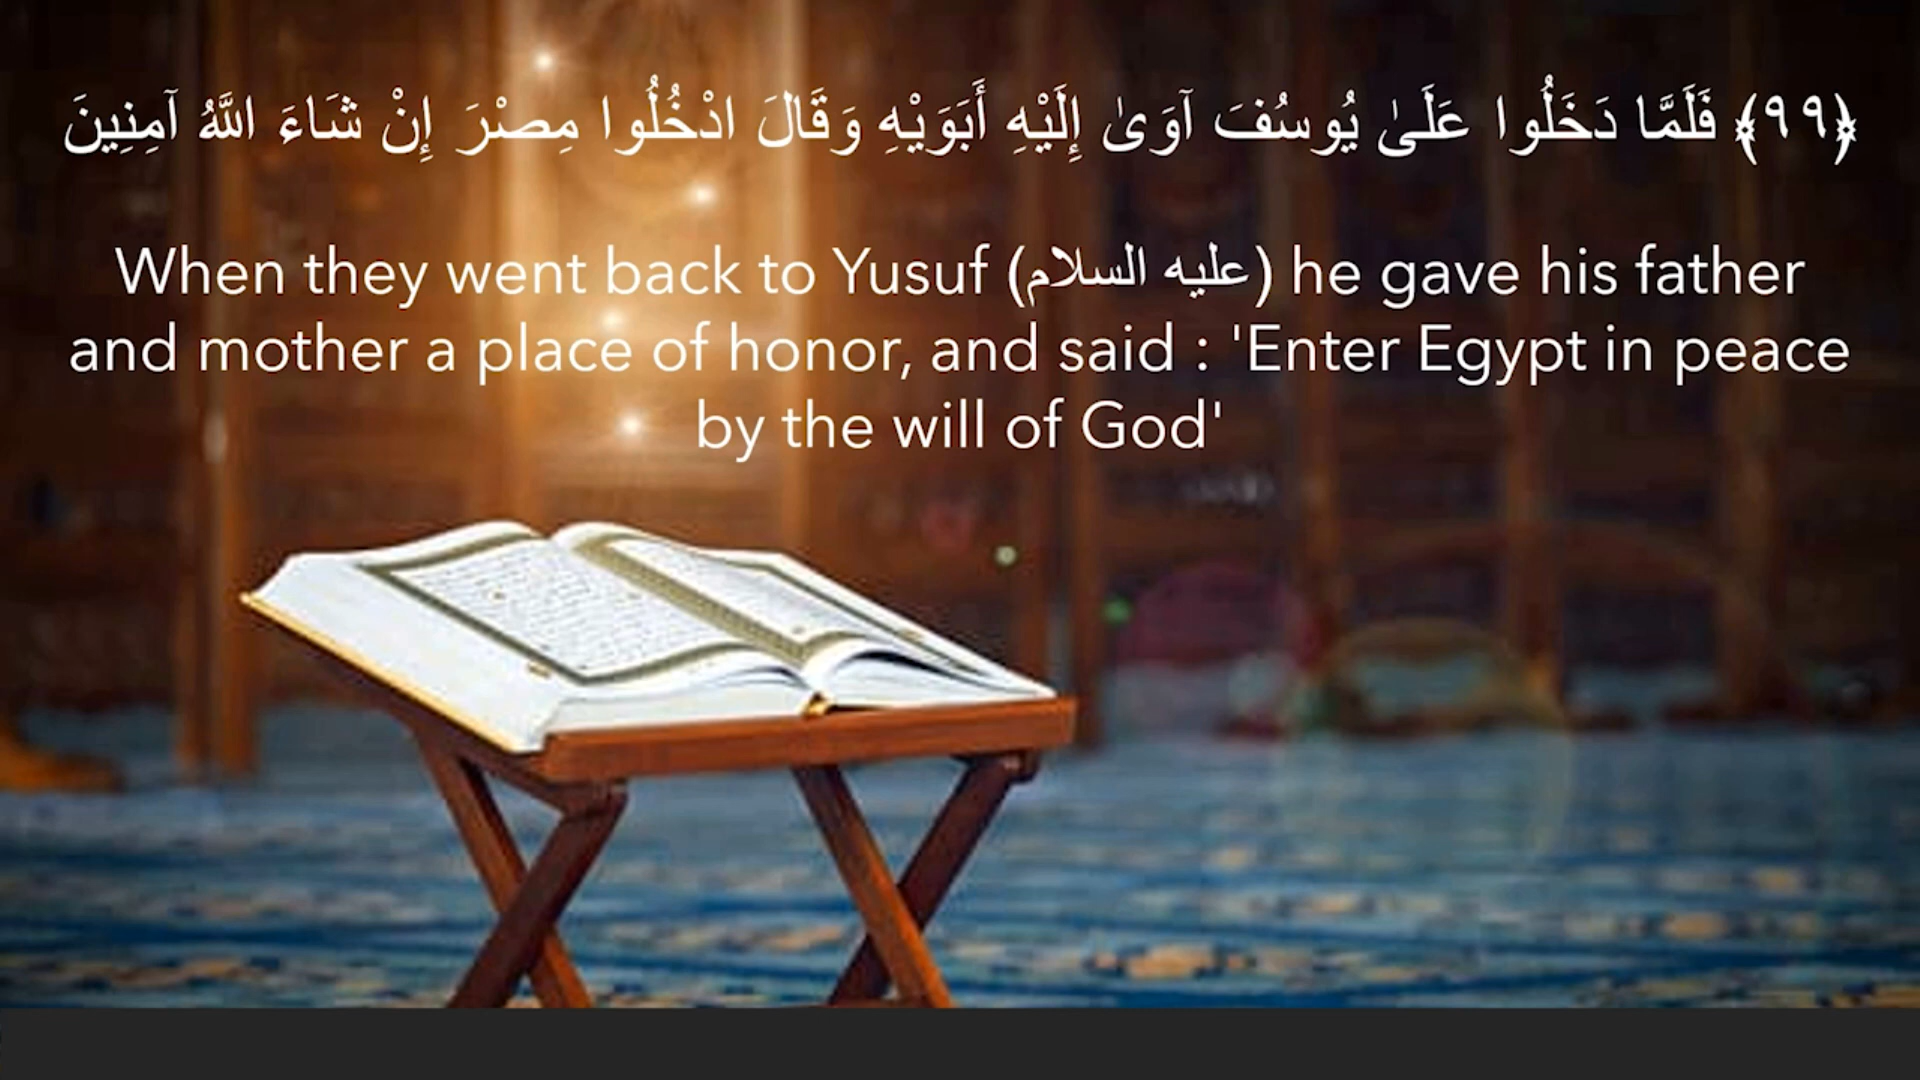 ﴿٩٩﴾ فَلَمَّا دَخَلُوا عَلَىٰ يُوسُفَ آوَىٰ إِلَيْهِ أَبَوَيْهِ وَقَالَ ادْخُلُوا مِصْرَ إِنْ شَاءَ اللَّهُ آمِنِينَ
When they went back to Yusuf (عليه السلام) he gave his father
and mother a place of honor, and said : 'Enter Egypt in peace
by the will of God'